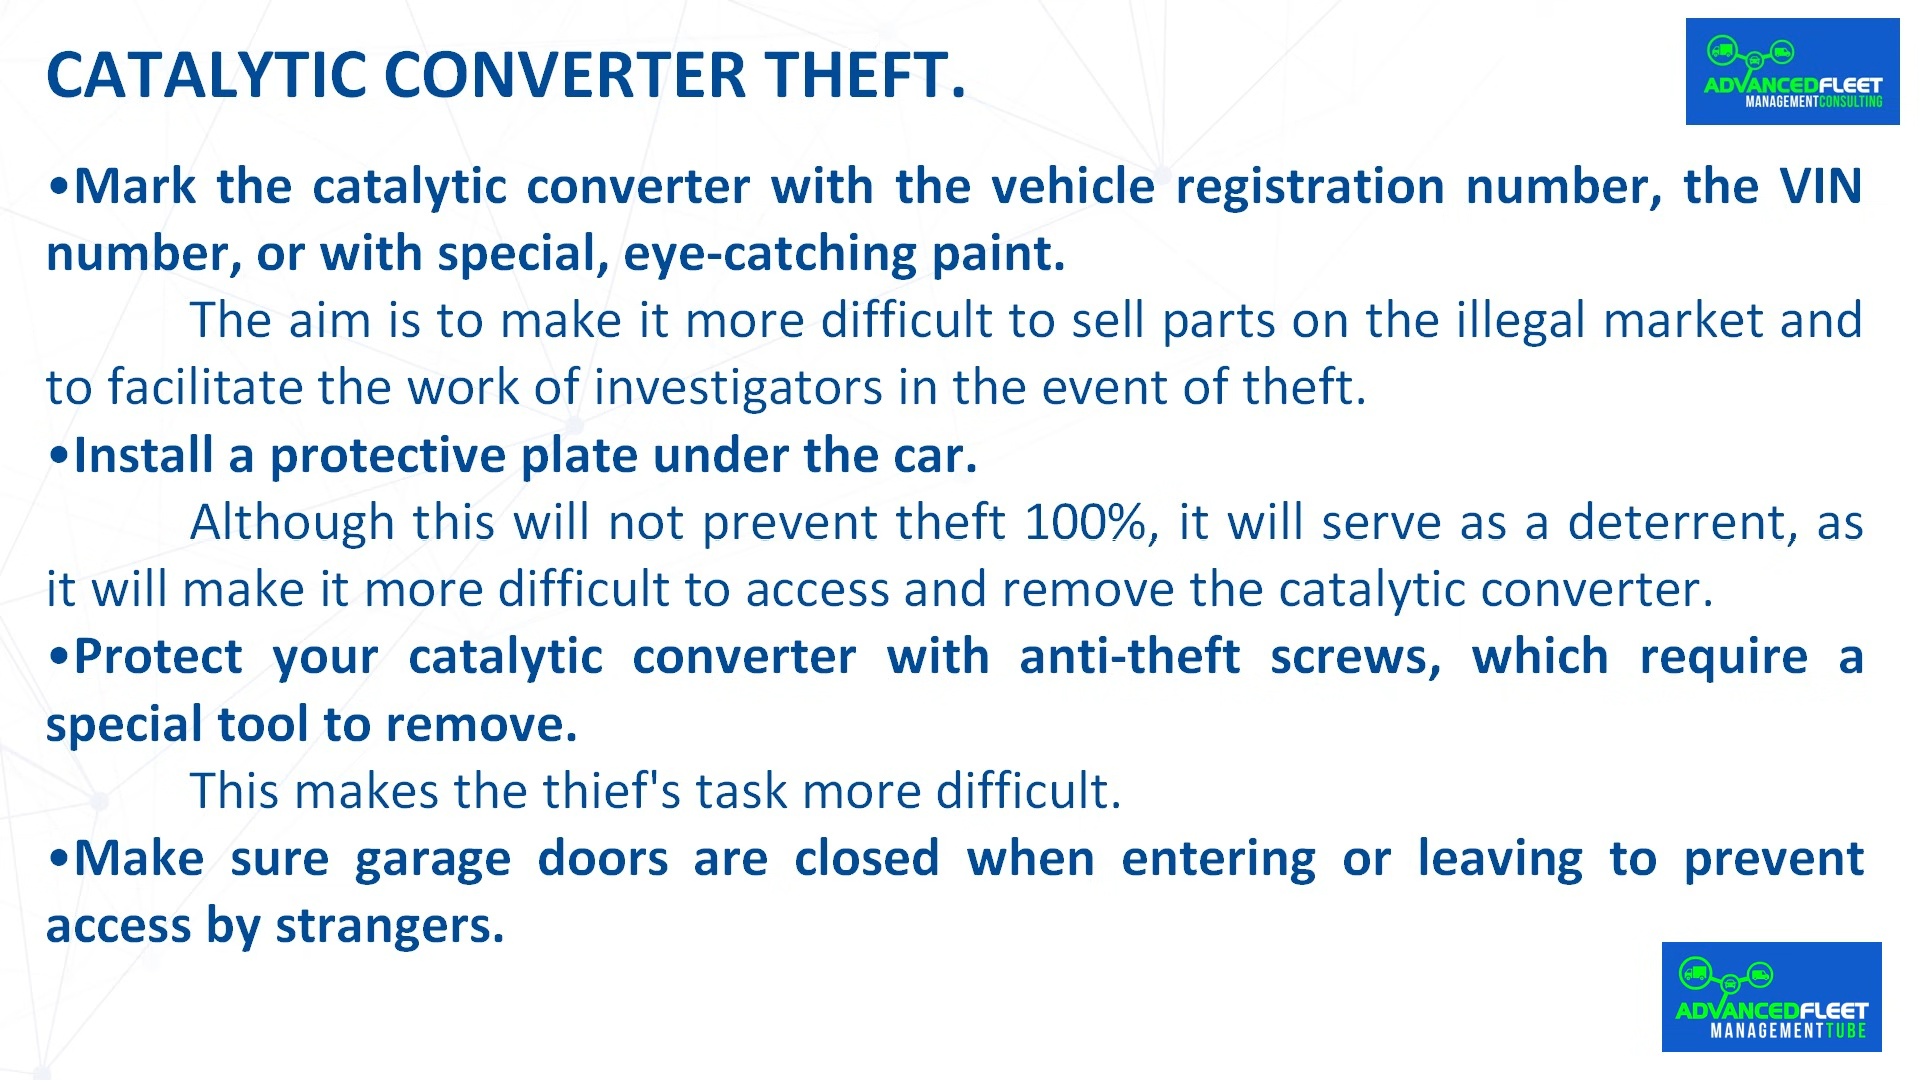 CATALYTIC CONVERTER THEFT.
ADVANCEDFLEET
MANAGEMENTCONSULTING
•Mark the catalytic converter with the vehicle registration number, the VIN
number, or with special, eye-catching paint.
The aim is to make it more difficult to sell parts on the illegal market and
to facilitate the work of investigators in the event of theft.
•Install a protective plate under the car.
Although this will not prevent theft 100%, it will serve as a deterrent, as
it will make it more difficult to access and remove the catalytic converter.
•Protect your catalytic converter with anti-theft screws, which require a
special tool to remove.
This makes the thief's task more difficult.
•Make sure garage doors are closed when entering or leaving to prevent
access by strangers.
ADVANCEDFLEET
MANAGEMENTTUBE